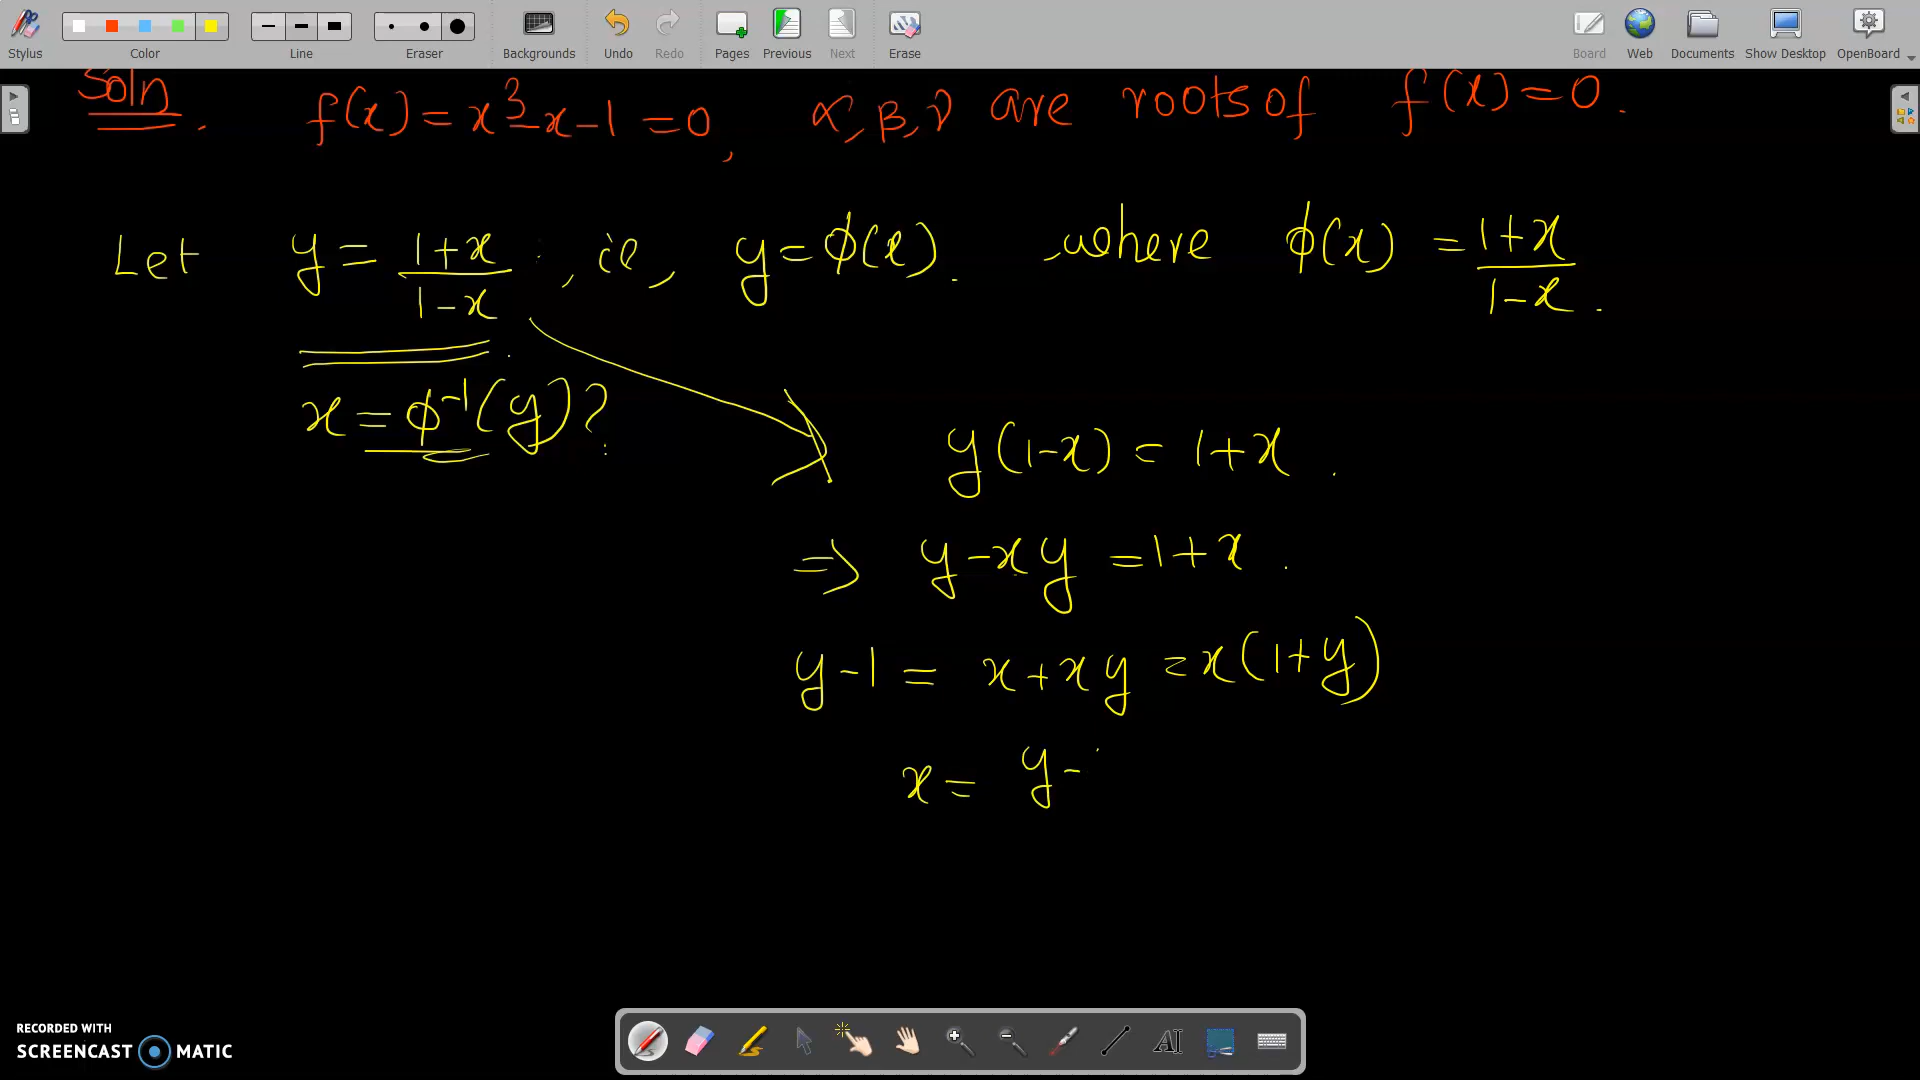 Stylus Color Line Eraser Backgrounds Undo Redo Pages Previous Next Erase Board Web Documents Show Desktop OpenBoard
Soln. f(x) = x³ - x - 1 = 0, α, β, γ are roots of f(x) = 0.
Let y = (1+x)/(1-x), ie, y = φ(x). where φ(x) = (1+x)/(1-x).
x = φ⁻¹(y)?
y(1-x) = 1+x.
⇒ y - xy = 1+x.
y - 1 = x + xy = x(1+y)
x = y -
RECORDED WITH
SCREENCAST MATIC
AI